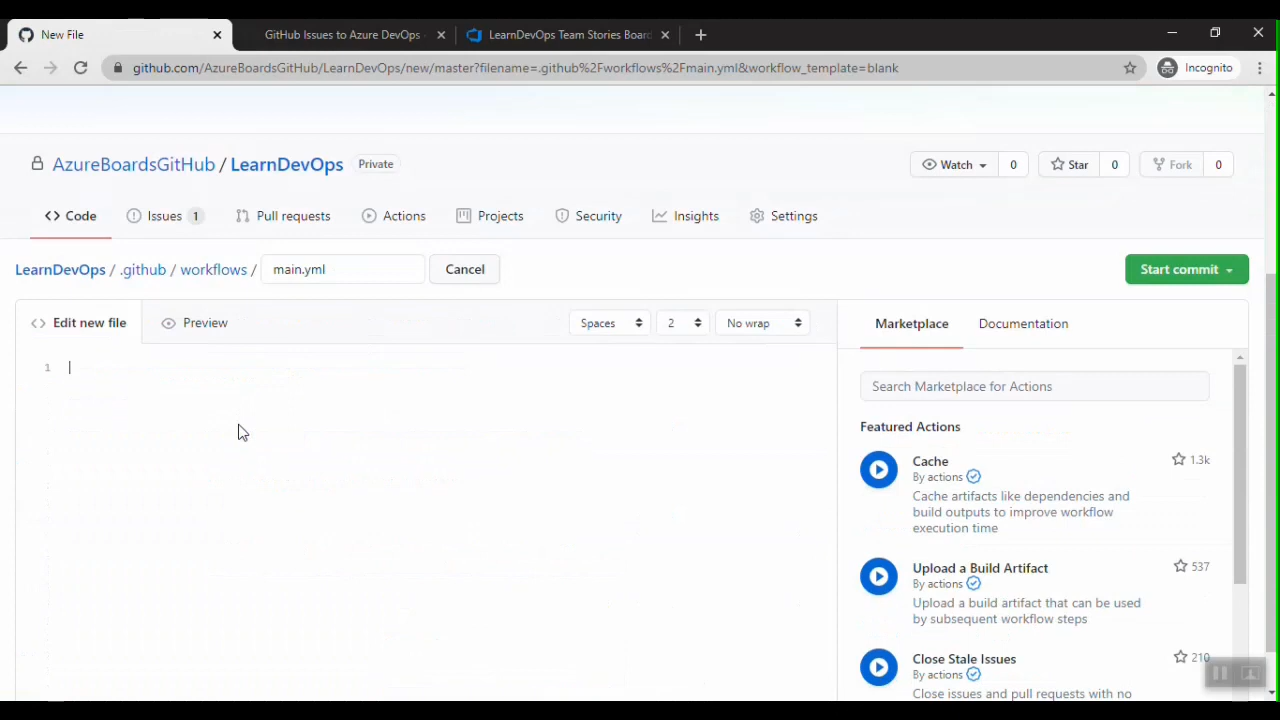 New File
GitHub Issues to Azure DevOps
LearnDevOps Team Stories Board
github.com/AzureBoardsGitHub/LearnDevOps/new/master?filename=.github%2Fworkflows%2Fmain.yml&workflow_template=blank
Incognito
AzureBoardsGitHub / LearnDevOps Private
Watch 0 Star 0 Fork 0
Code Issues 1 Pull requests Actions Projects Security Insights Settings
LearnDevOps / .github / workflows / main.yml Cancel
Start commit
<> Edit new file Preview
Spaces 2 No wrap
1
Marketplace Documentation
Search Marketplace for Actions
Featured Actions
Cache 1.3k
By actions
Cache artifacts like dependencies and
build outputs to improve workflow
execution time
Upload a Build Artifact 537
By actions
Upload a build artifact that can be used
by subsequent workflow steps
Close Stale Issues 210
By actions
Close issues and pull requests with no